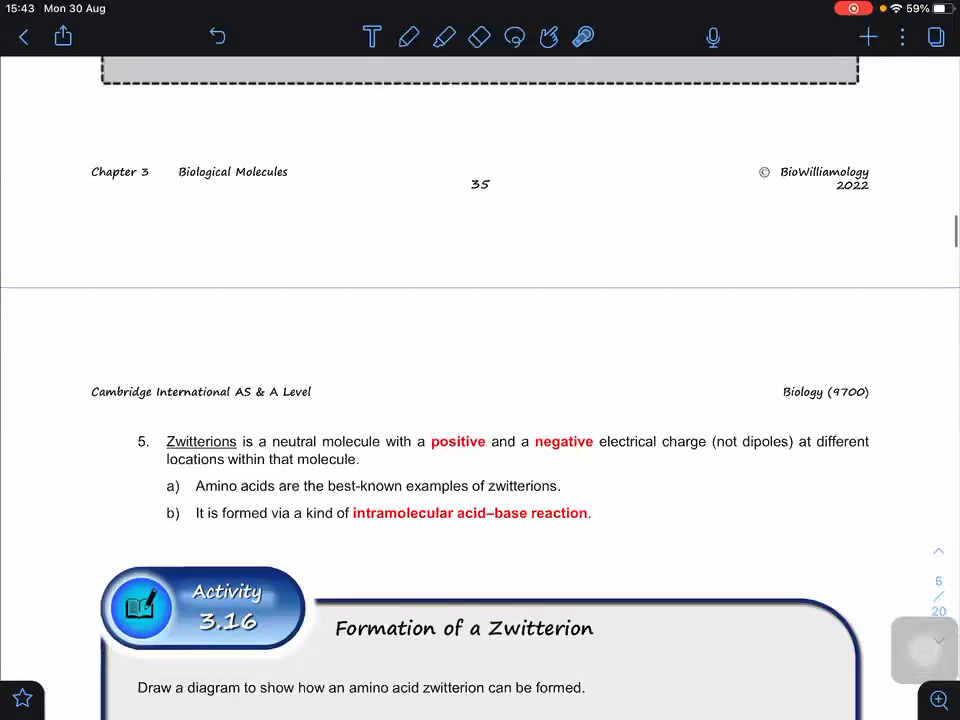 15:43 Mon 30 Aug 59%
T
Chapter 3 Biological Molecules
35
© BioWilliamology
2022
Cambridge International AS & A Level Biology (9700)
5. Zwitterions is a neutral molecule with a positive and a negative electrical charge (not dipoles) at different
locations within that molecule.
a) Amino acids are the best-known examples of zwitterions.
b) It is formed via a kind of intramolecular acid–base reaction.
6
/
20
Activity
3.16
Formation of a Zwitterion
Draw a diagram to show how an amino acid zwitterion can be formed.